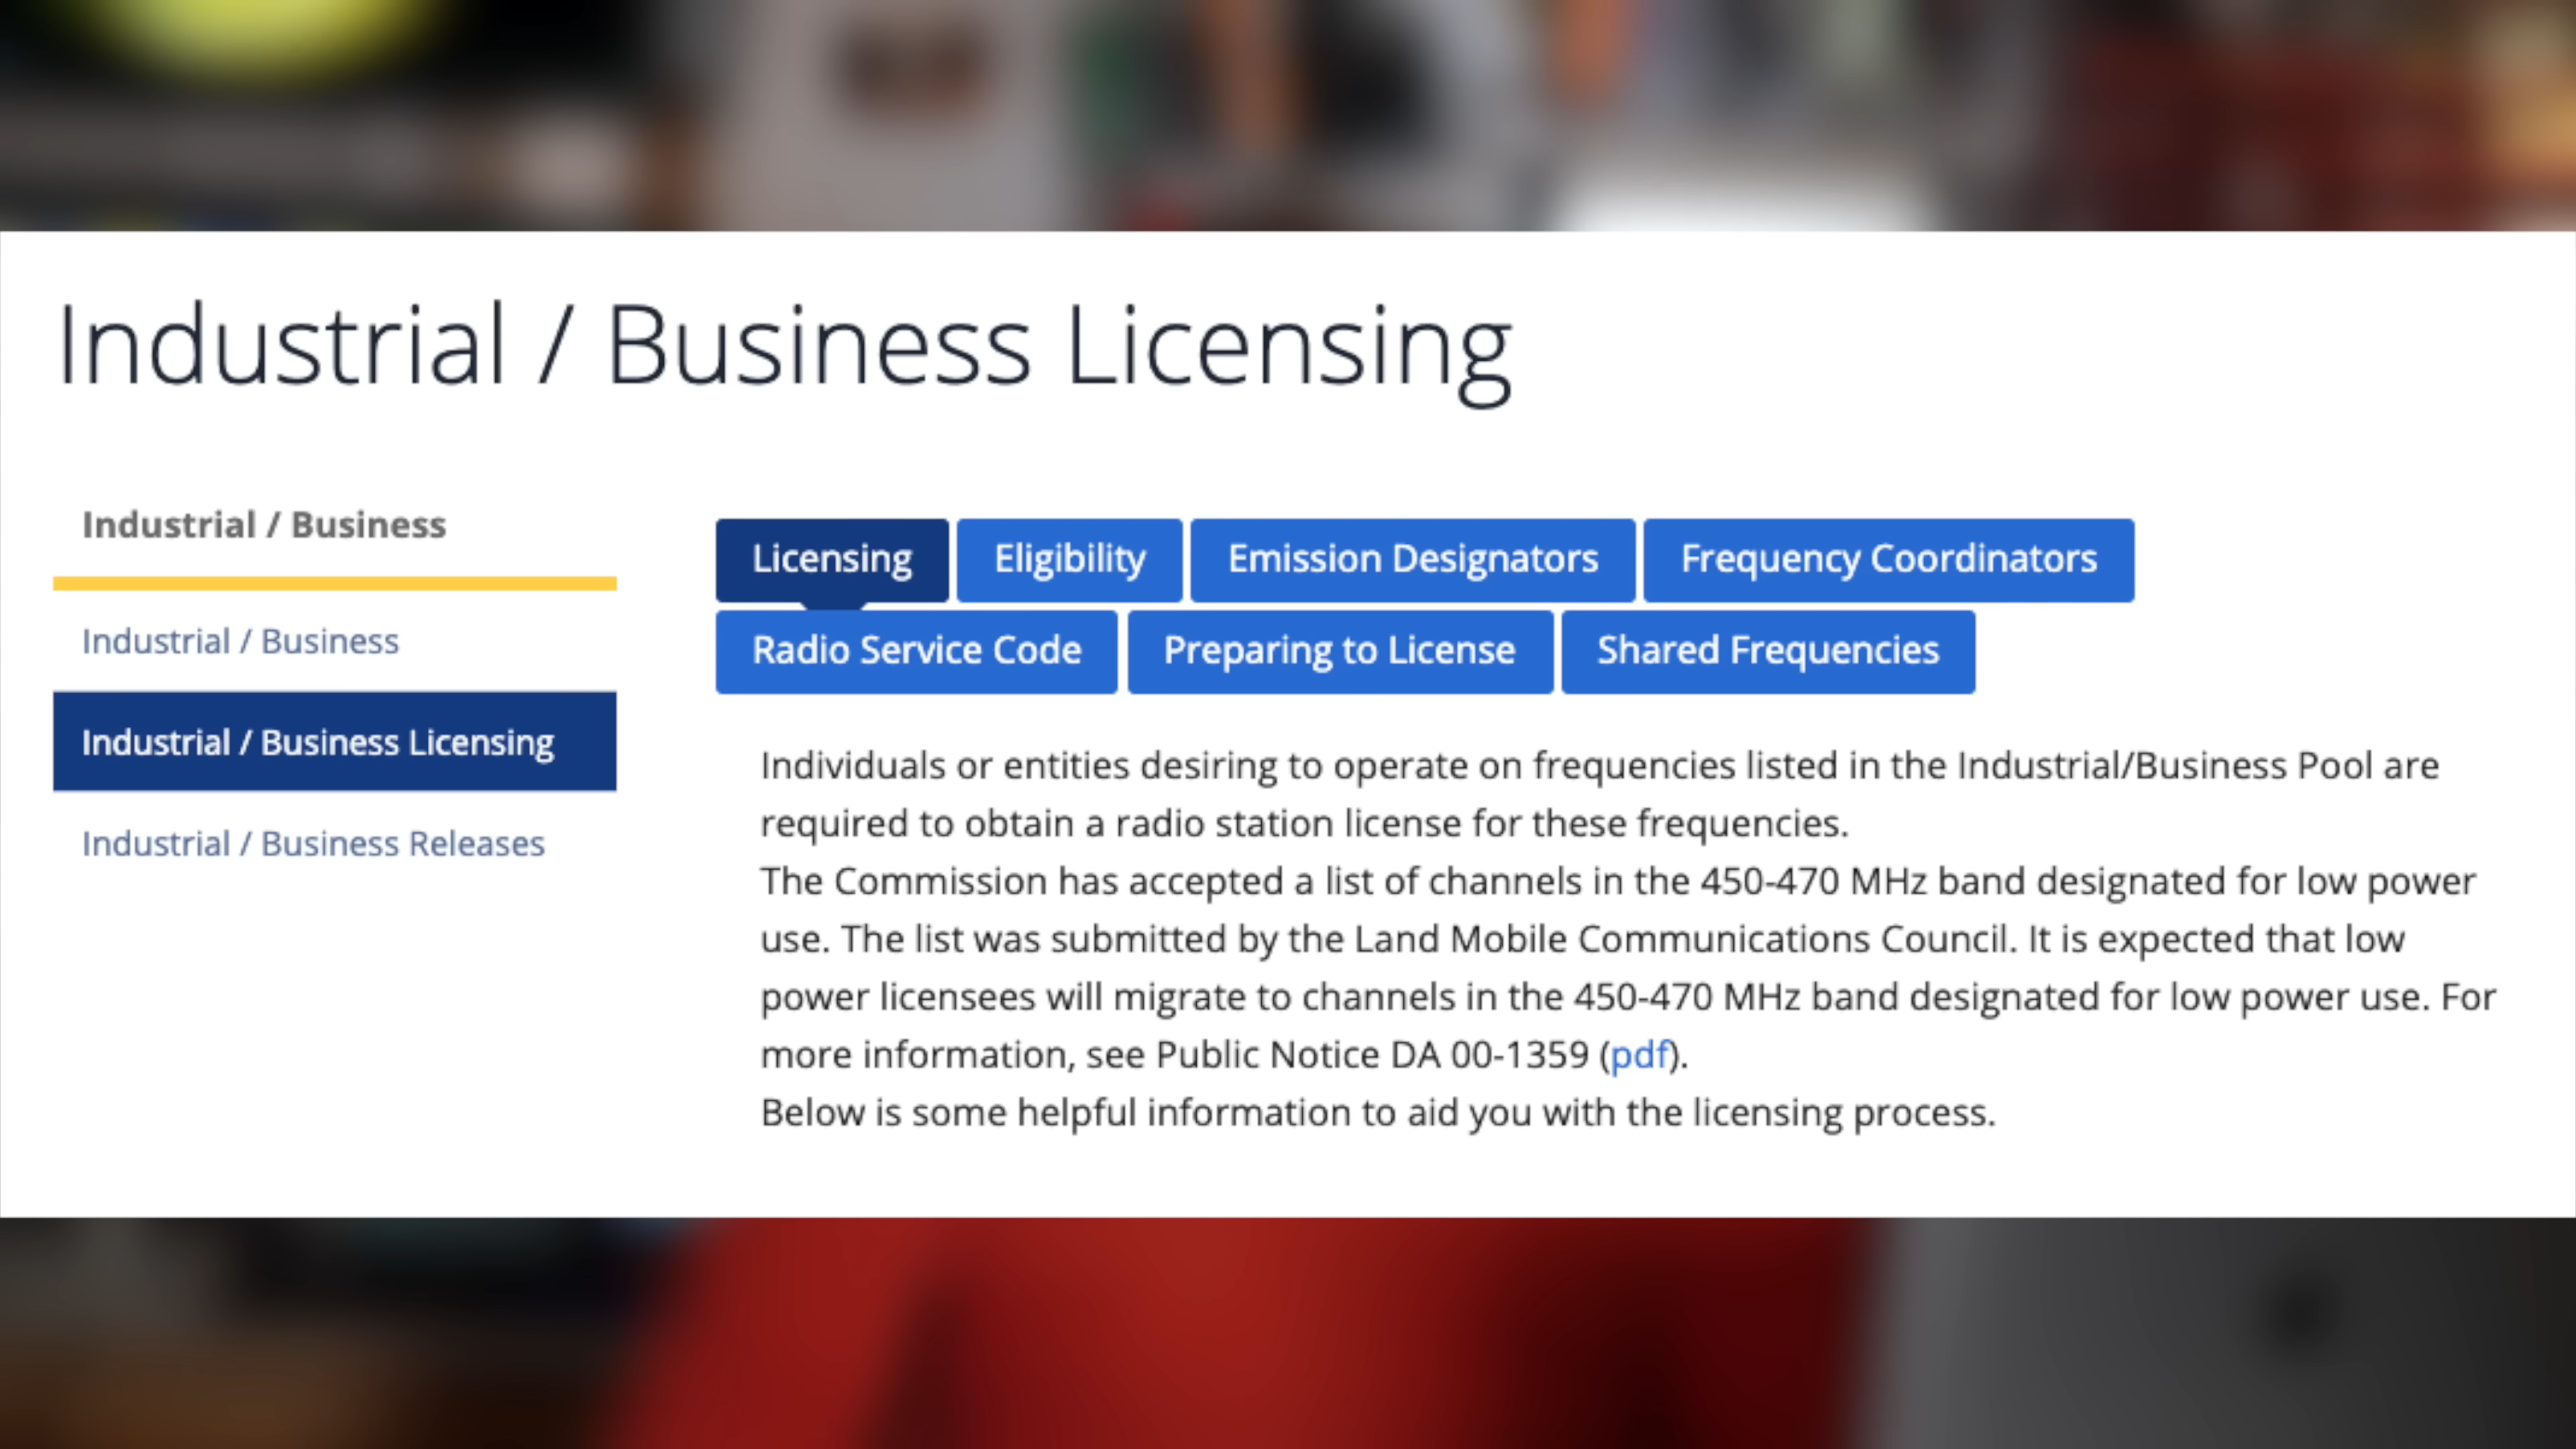 Industrial / Business Licensing
Industrial / Business
Industrial / Business
Industrial / Business Licensing
Industrial / Business Releases
Licensing
Eligibility
Emission Designators
Frequency Coordinators
Radio Service Code
Preparing to License
Shared Frequencies
Individuals or entities desiring to operate on frequencies listed in the Industrial/Business Pool are
required to obtain a radio station license for these frequencies.
The Commission has accepted a list of channels in the 450-470 MHz band designated for low power
use. The list was submitted by the Land Mobile Communications Council. It is expected that low
power licensees will migrate to channels in the 450-470 MHz band designated for low power use. For
more information, see Public Notice DA 00-1359 (pdf).
Below is some helpful information to aid you with the licensing process.